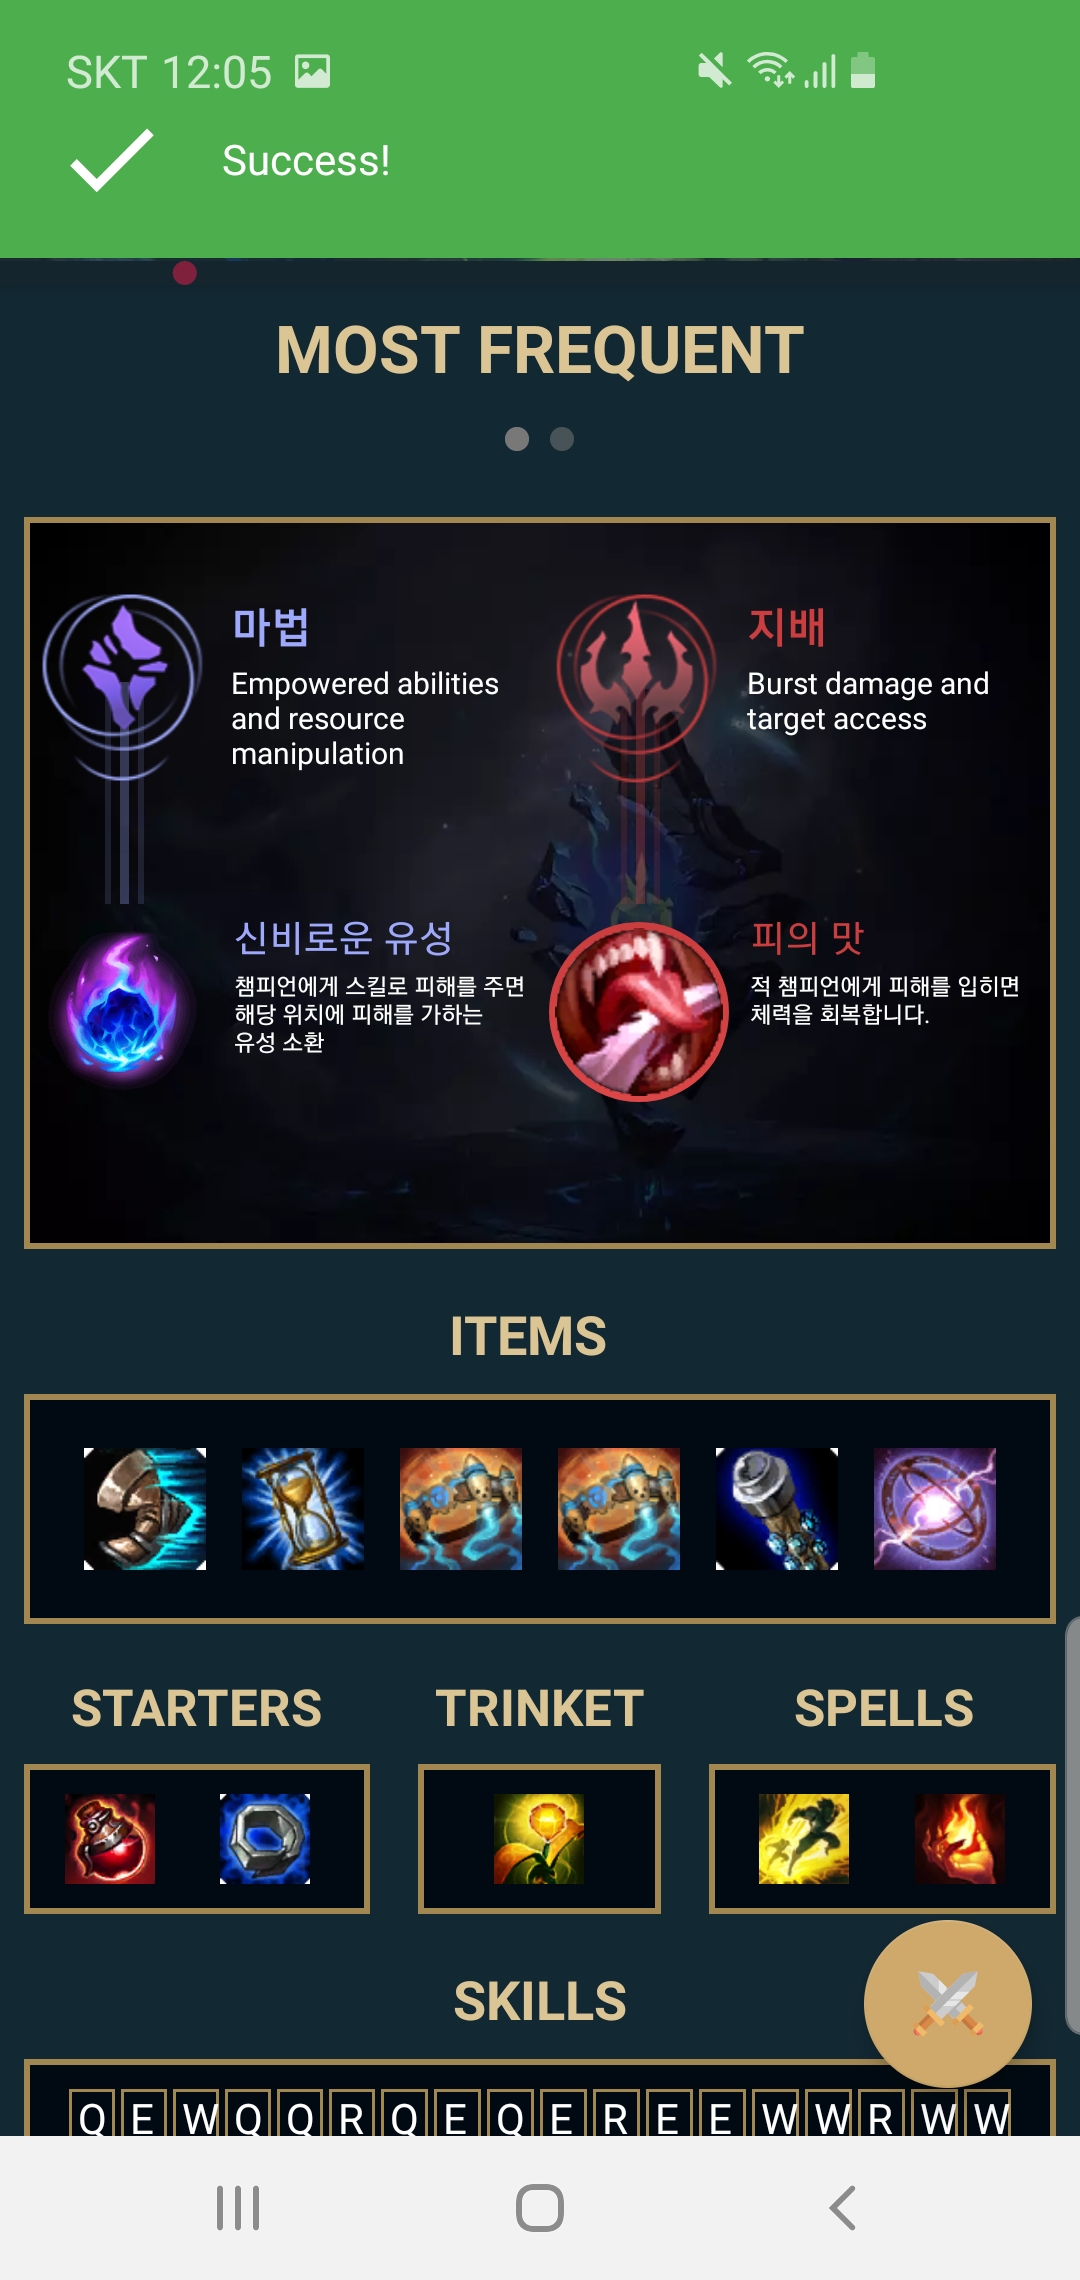 SKT 12:05
Success!
MOST FREQUENT
마법
Empowered abilities
and resource
manipulation
지배
Burst damage and
target access
신비로운 유성
챔피언에게 스킬로 피해를 주면
해당 위치에 피해를 가하는
유성 소환
피의 맛
적 챔피언에게 피해를 입히면
체력을 회복합니다.
ITEMS
STARTERS
TRINKET
SPELLS
SKILLS
Q E W Q Q R Q E Q E R E E W W R W W